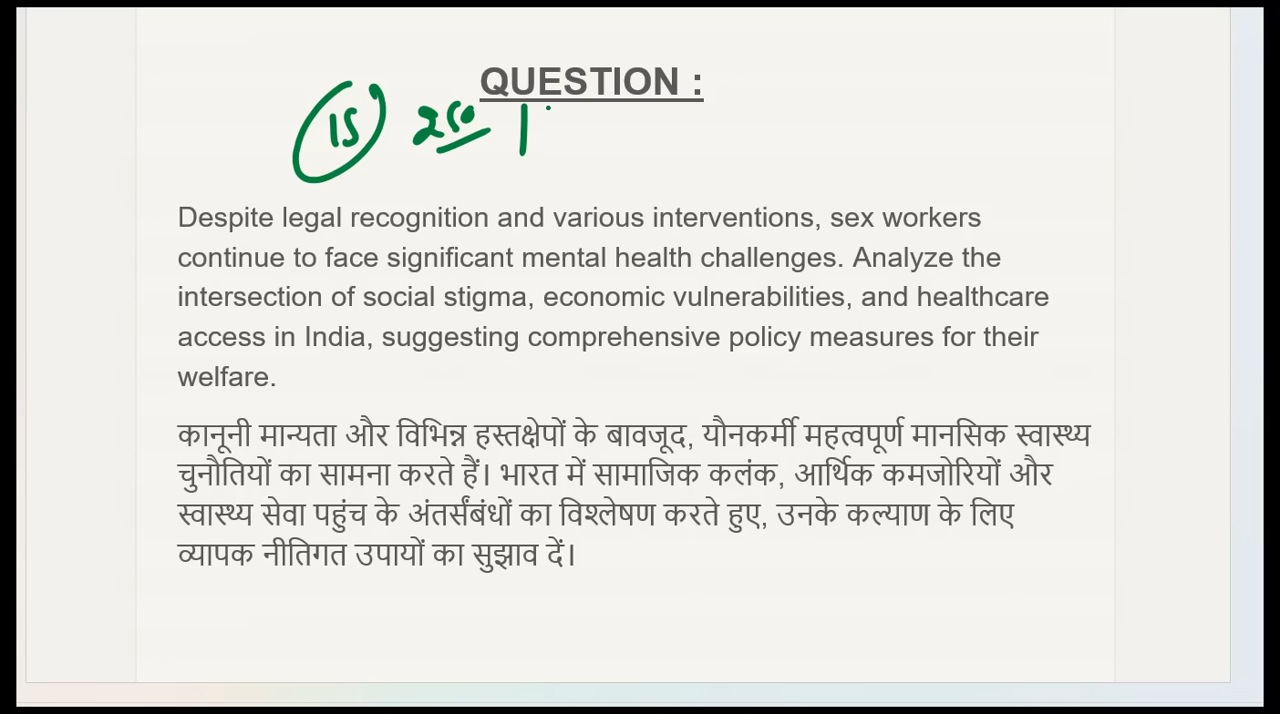 QUESTION :
15 250 |
Despite legal recognition and various interventions, sex workers
continue to face significant mental health challenges. Analyze the
intersection of social stigma, economic vulnerabilities, and healthcare
access in India, suggesting comprehensive policy measures for their
welfare.
कानूनी मान्यता और विभिन्न हस्तक्षेपों के बावजूद, यौनकर्मी महत्वपूर्ण मानसिक स्वास्थ्य
चुनौतियों का सामना करते हैं। भारत में सामाजिक कलंक, आर्थिक कमजोरियों और
स्वास्थ्य सेवा पहुंच के अंतर्संबंधों का विश्लेषण करते हुए, उनके कल्याण के लिए
व्यापक नीतिगत उपायों का सुझाव दें।